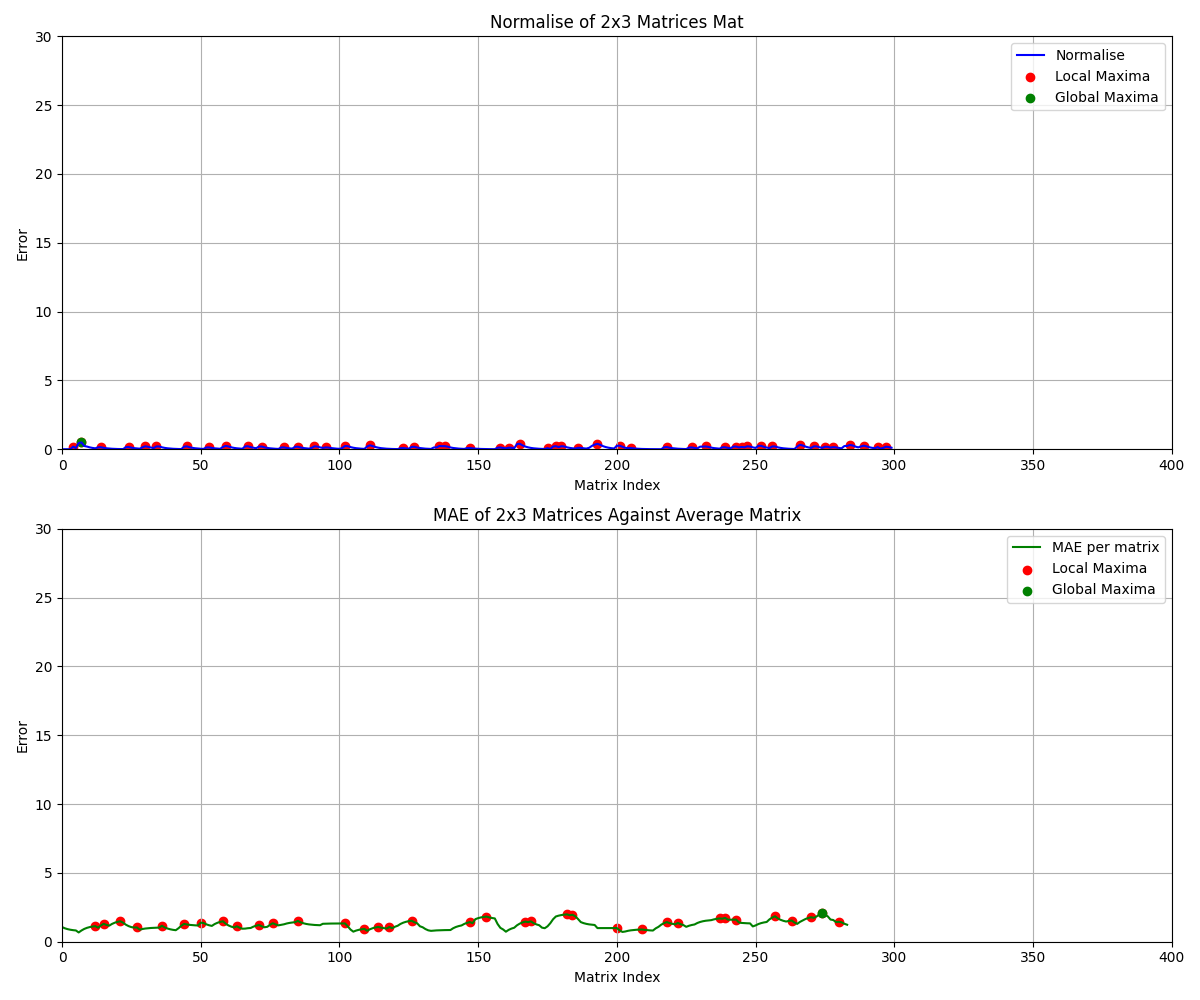 Normalise of 2x3 Matrices Mat
30
25
20
15
10
5
0
Error
0 50 100 150 200 250 300 350 400
Matrix Index
Normalise
Local Maxima
Global Maxima
MAE of 2x3 Matrices Against Average Matrix
30
25
20
15
10
5
0
Error
0 50 100 150 200 250 300 350 400
Matrix Index
MAE per matrix
Local Maxima
Global Maxima